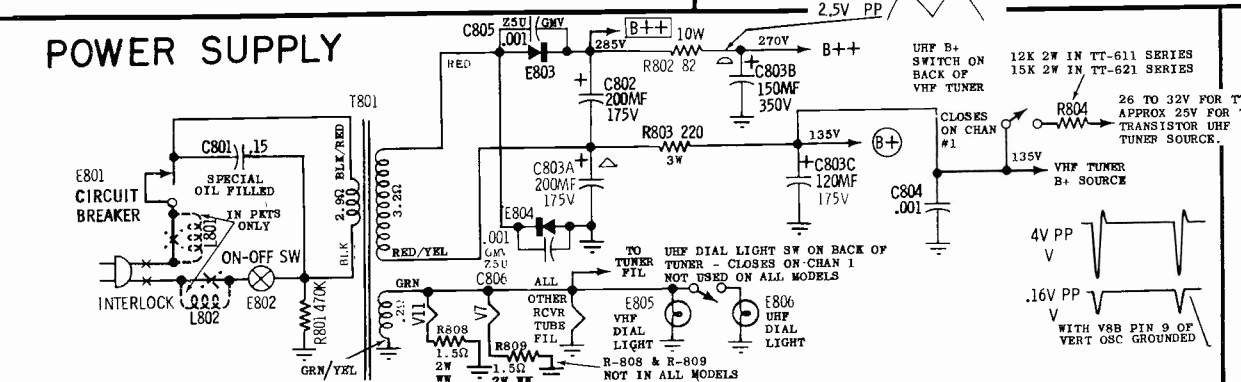 POWER SUPPLY
2.5V PP
C805
Z5U
GMV
.001
E803
RED
B++
285V
10W
R802 82
270V
B++
C802
200MF
175V
C803B
150MF
350V
T801
R803 220
3W
135V
B+
C803A
200MF
175V
C803C
120MF
175V
UHF B+
SWITCH ON
BACK OF
VHF TUNER
12K 2W IN TT-611 SERIES
15K 2W IN TT-621 SERIES
R804
CLOSES
ON CHAN
#1
26 TO 32V FOR
APPROX 25V FOR
TRANSISTOR UHF
TUNER SOURCE.
135V
VHF TUNER
B+ SOURCE
C804
.001
C801
.15
SPECIAL
OIL FILLED
E801
CIRCUIT
BREAKER
IN PKTS
ONLY
L801
2.9Ω
BLK/RED
BLK
3.2Ω
RED/YEL
E804
.001
GMV
Z5U
C806
ON-OFF SW
INTERLOCK
L802
E802
R801 470K
GRN
.2Ω
GRN/YEL
V11
V7
R808
1.5Ω
2W
WW
R809
1.5Ω
2W WW
ALL
OTHER
RCVR
TUBE
FIL
TO
TUNER
FIL
UHF DIAL LIGHT SW ON BACK OF
TUNER - CLOSES ON CHAN 1
NOT USED ON ALL MODELS
E805
VHF
DIAL
LIGHT
E806
UHF
DIAL
LIGHT
R-808 & R-809
NOT IN ALL MODELS
4V PP
V
.16V PP
V
WITH V8B PIN 9 OF
VERT OSC GROUNDED